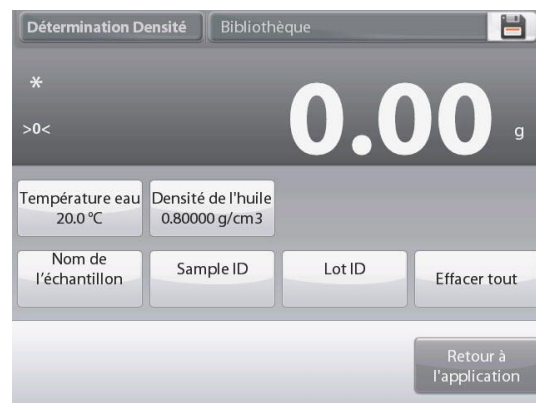 Détermination Densité Bibliothèque
*
0.00 g
>0<
Température eau Densité de l'huile
20.0 °C 0.80000 g/cm3
Nom de
l'échantillon
Sample ID
Lot ID
Effacer tout
Retour à
l'application